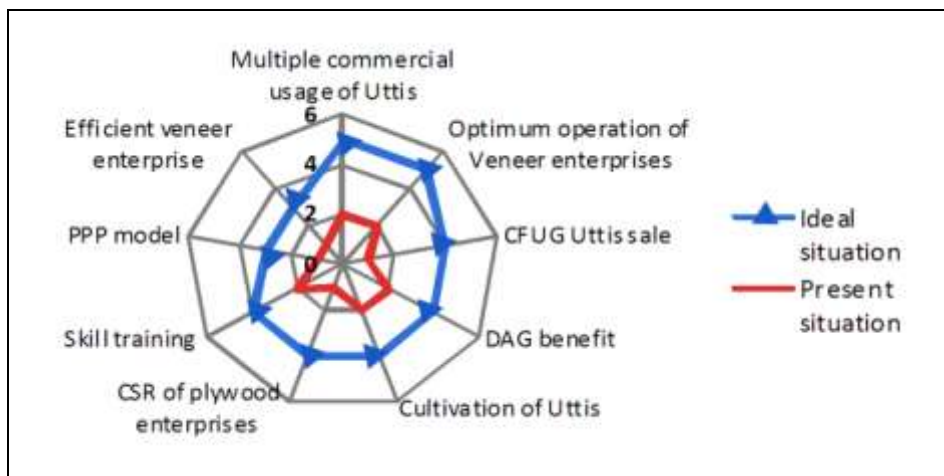 Multiple commercial
usage of Uttis
6
Efficient veneer
enterprise
Optimum operation of
Veneer enterprises
4
2
PPP model
CFUG Uttis sale
0
Ideal
situation
Present
situation
Skill training
DAG benefit
CSR of plywood
enterprises
Cultivation of Uttis